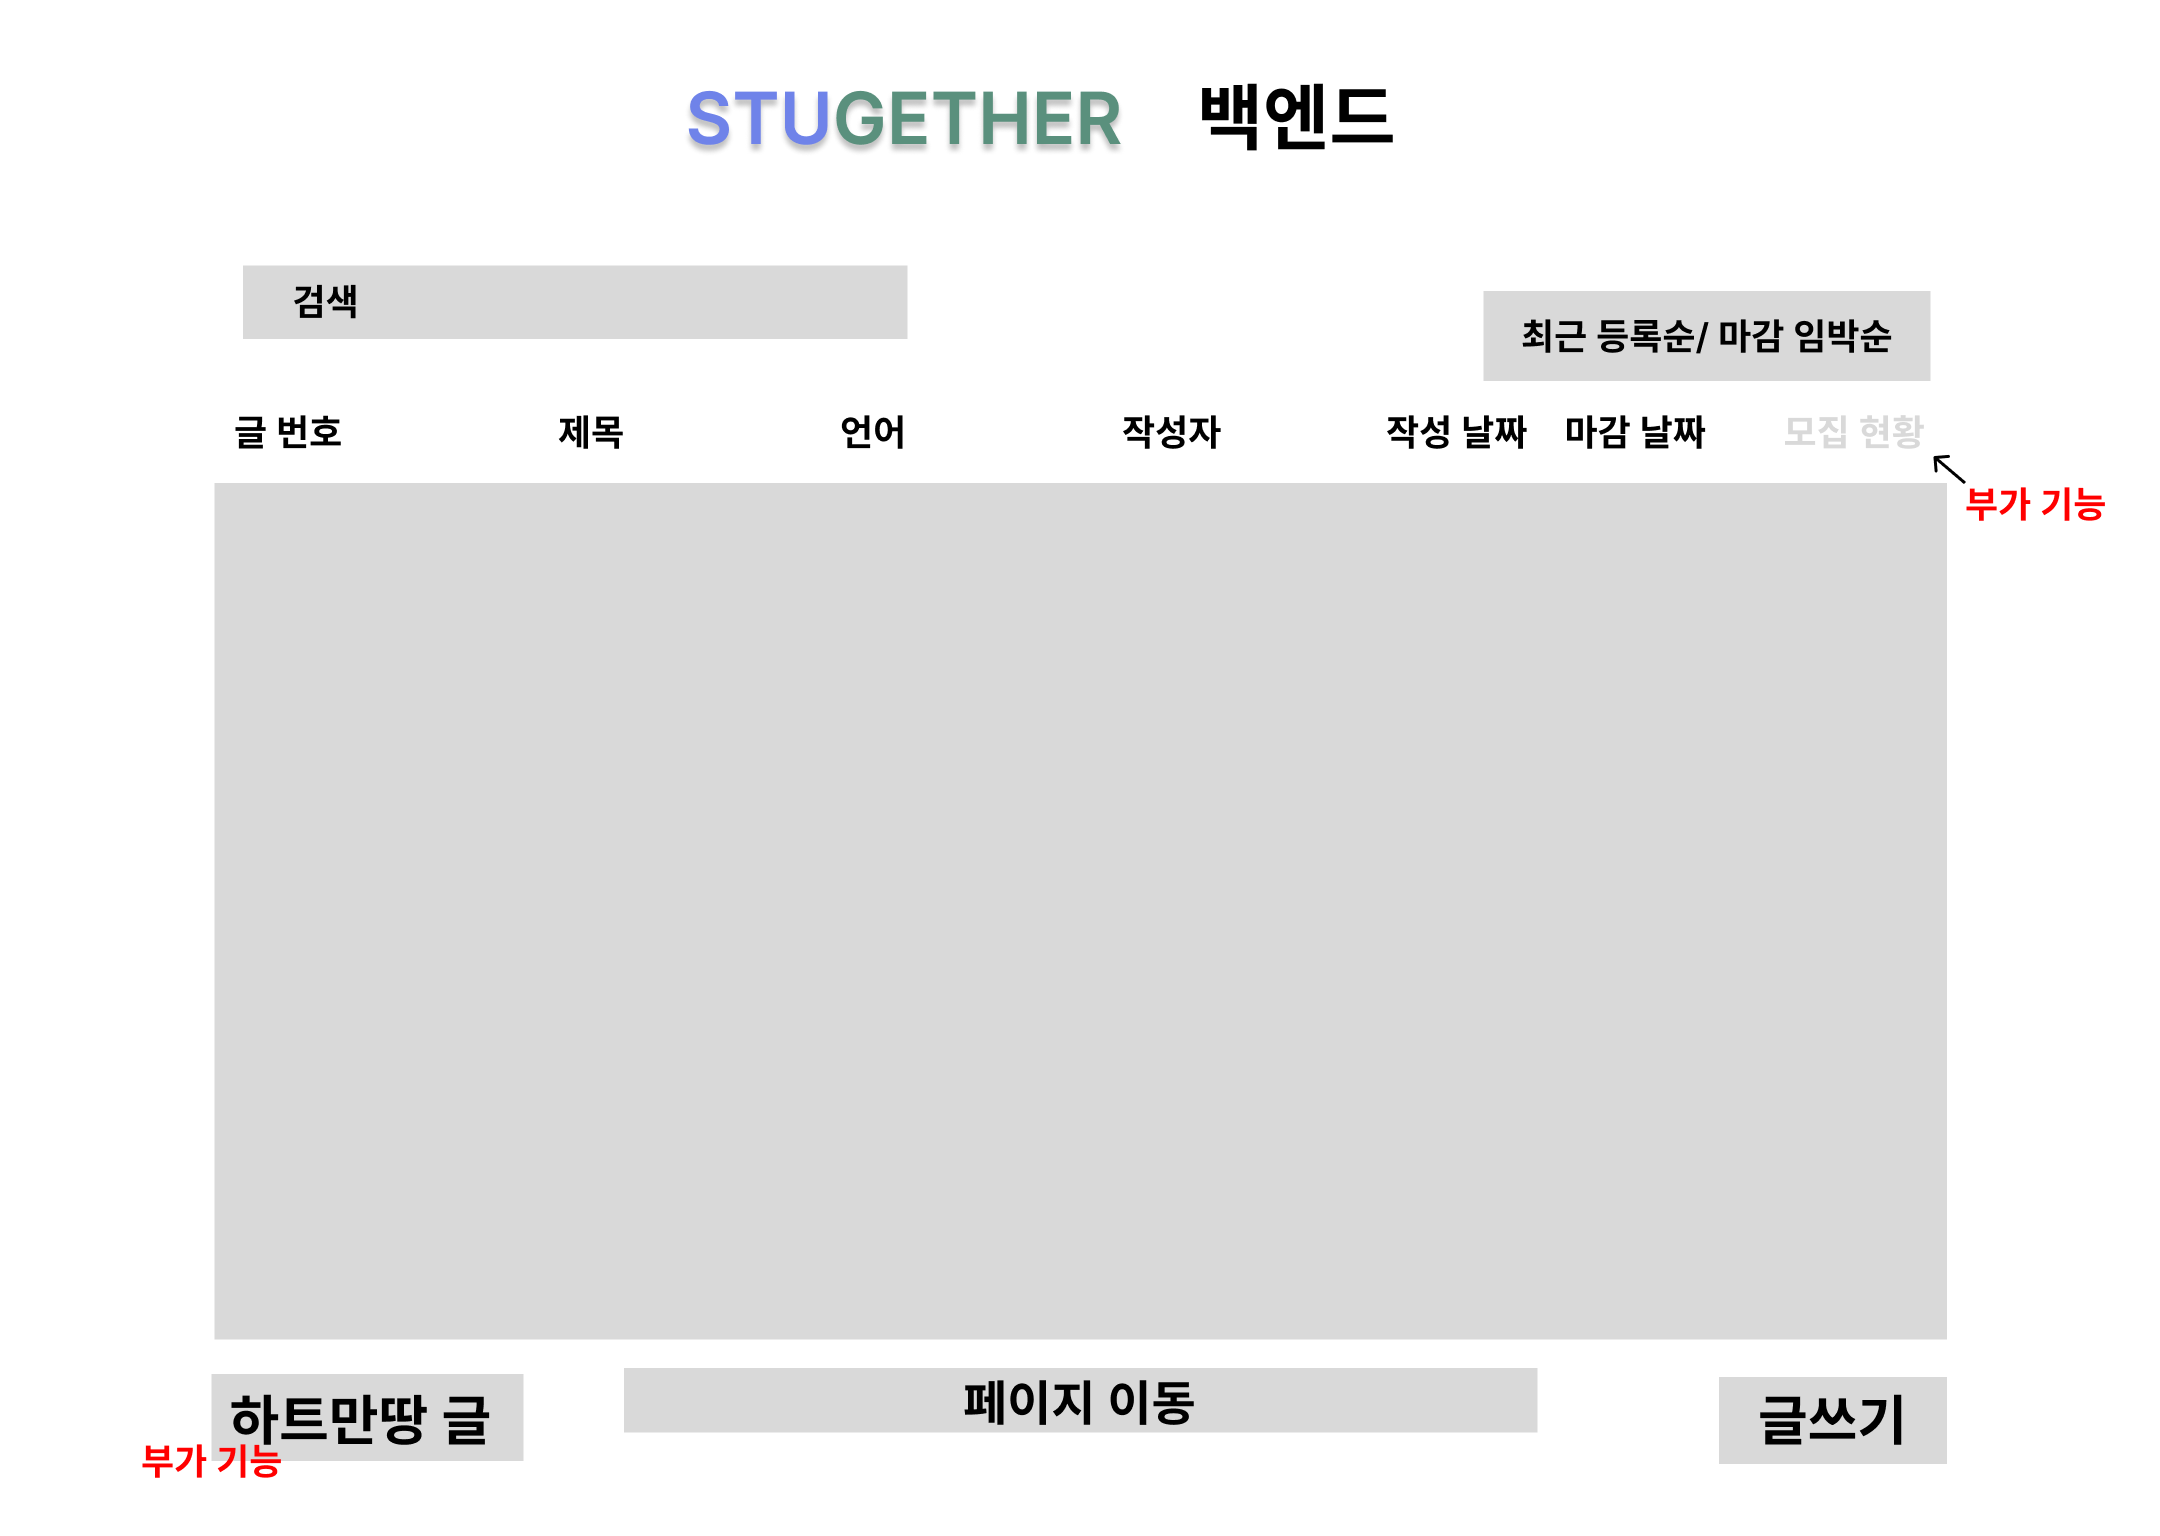 STUGETHER 백엔드
검색
최근 등록순/ 마감 임박순
글 번호 제목 언어 작성자 작성 날짜 마감 날짜 모집 현황
부가 기능
하트만땅 글 페이지 이동 글쓰기
부가 기능